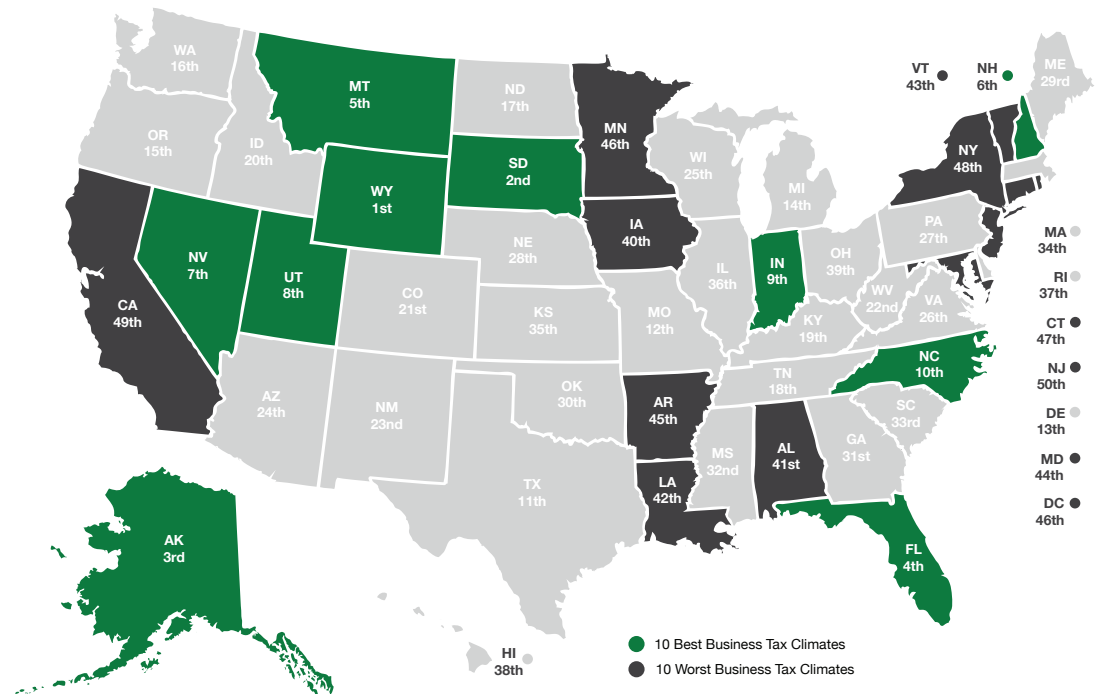 WA
16th
MT
5th
ND
17th
MN
46th
VT
43th
NH
6th
ME
29rd
OR
15th
ID
20th
SD
2nd
WI
25th
NY
48th
WY
1st
MI
14th
IA
40th
PA
27th
MA
34th
NV
7th
UT
8th
NE
28th
IL
36th
IN
9th
OH
39th
RI
37th
CA
49th
CO
21st
KS
35th
MO
12th
WV
22nd
VA
26th
KY
19th
CT
47th
NC
10th
NJ
50th
AZ
24th
NM
23nd
OK
30th
AR
45th
TN
18th
SC
33rd
DE
13th
MS
32nd
AL
41st
GA
31st
MD
44th
TX
11th
LA
42th
DC
46th
AK
3rd
FL
4th
HI
38th
10 Best Business Tax Climates
10 Worst Business Tax Climates